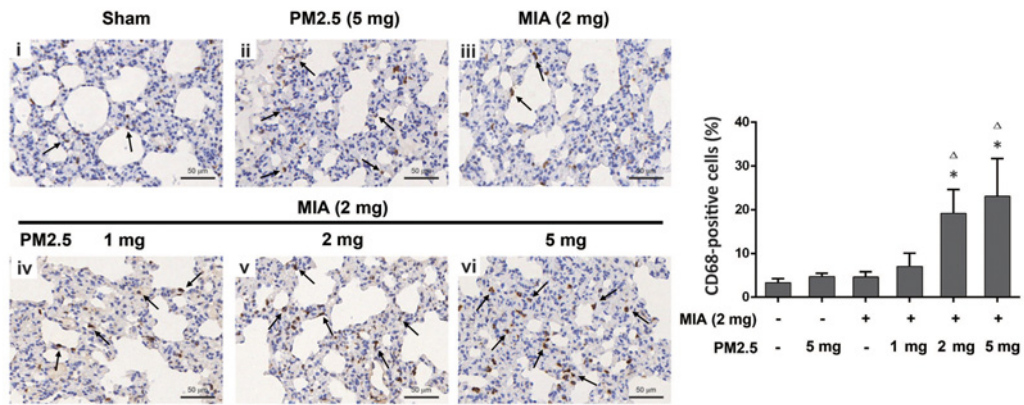 Sham PM2.5 (5 mg) MIA (2 mg)
i ii iii
50 μm 50 μm 50 μm
MIA (2 mg)
PM2.5 1 mg 2 mg 5 mg
iv v vi
50 μm 50 μm 50 μm
CD68-positive cells (%)
40
30
20
10
0
Δ Δ
* *
MIA (2 mg) - - + + + +
PM2.5 - 5 mg - 1 mg 2 mg 5 mg